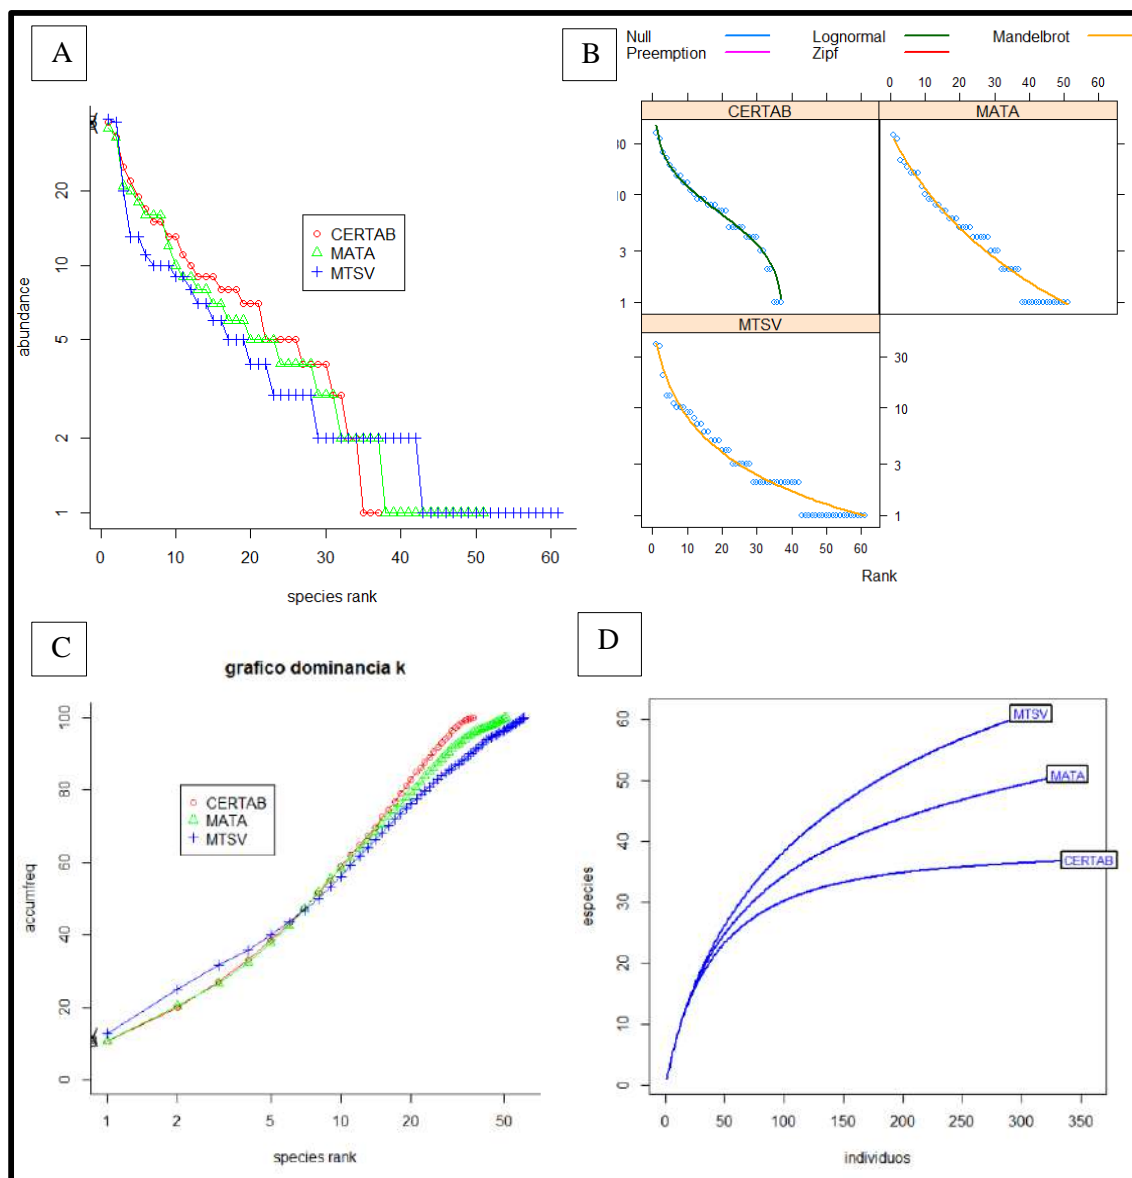 A
abundance
20
10
5
2
1
CERTAB
MATA
MTSV
0 10 20 30 40 50 60
species rank
B
Null Lognormal Mandelbrot
Preemption Zipf
0 10 20 30 40 50 60
CERTAB MATA
30
10
3
1
MTSV
30
10
3
1
0 10 20 30 40 50 60
Rank
C
grafico dominancia k
accumfreq
100
80
60
40
20
0
CERTAB
MATA
MTSV
1 2 5 10 20 50
species rank
D
especies
60
50
40
30
20
10
0
MTSV
MATA
CERTAB
0 50 100 150 200 250 300 350
individuos